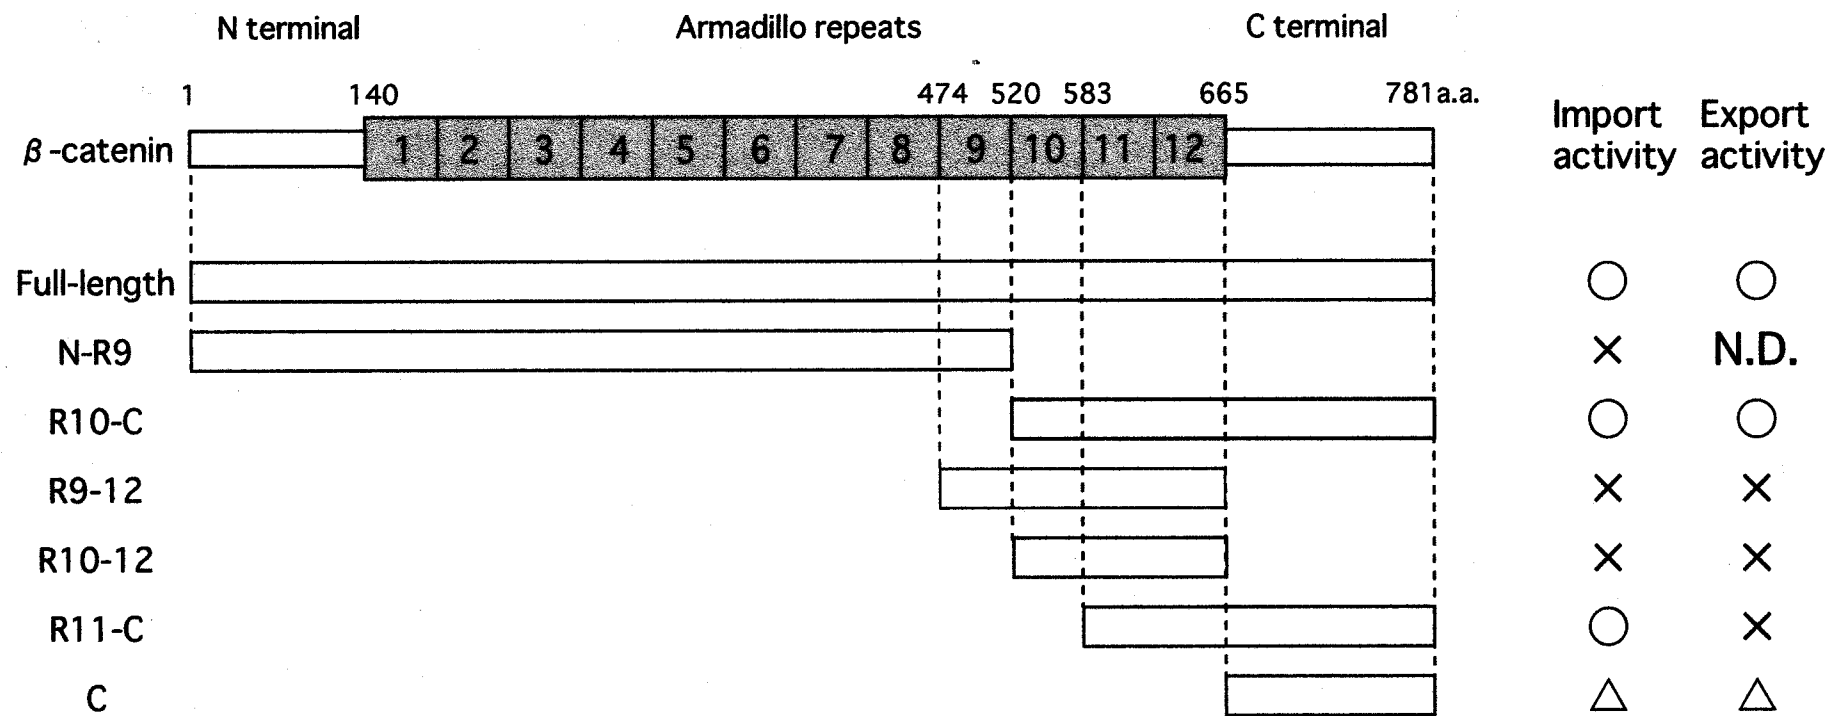 N terminal Armadillo repeats C terminal
1 140 474 520 583 665 781a.a.
Import Export
activity activity
β-catenin 1 2 3 4 5 6 7 8 9 10 11 12
Full-length ○ ○
N-R9 × N.D.
R10-C ○ ○
R9-12 × ×
R10-12 × ×
R11-C ○ ×
C △ △